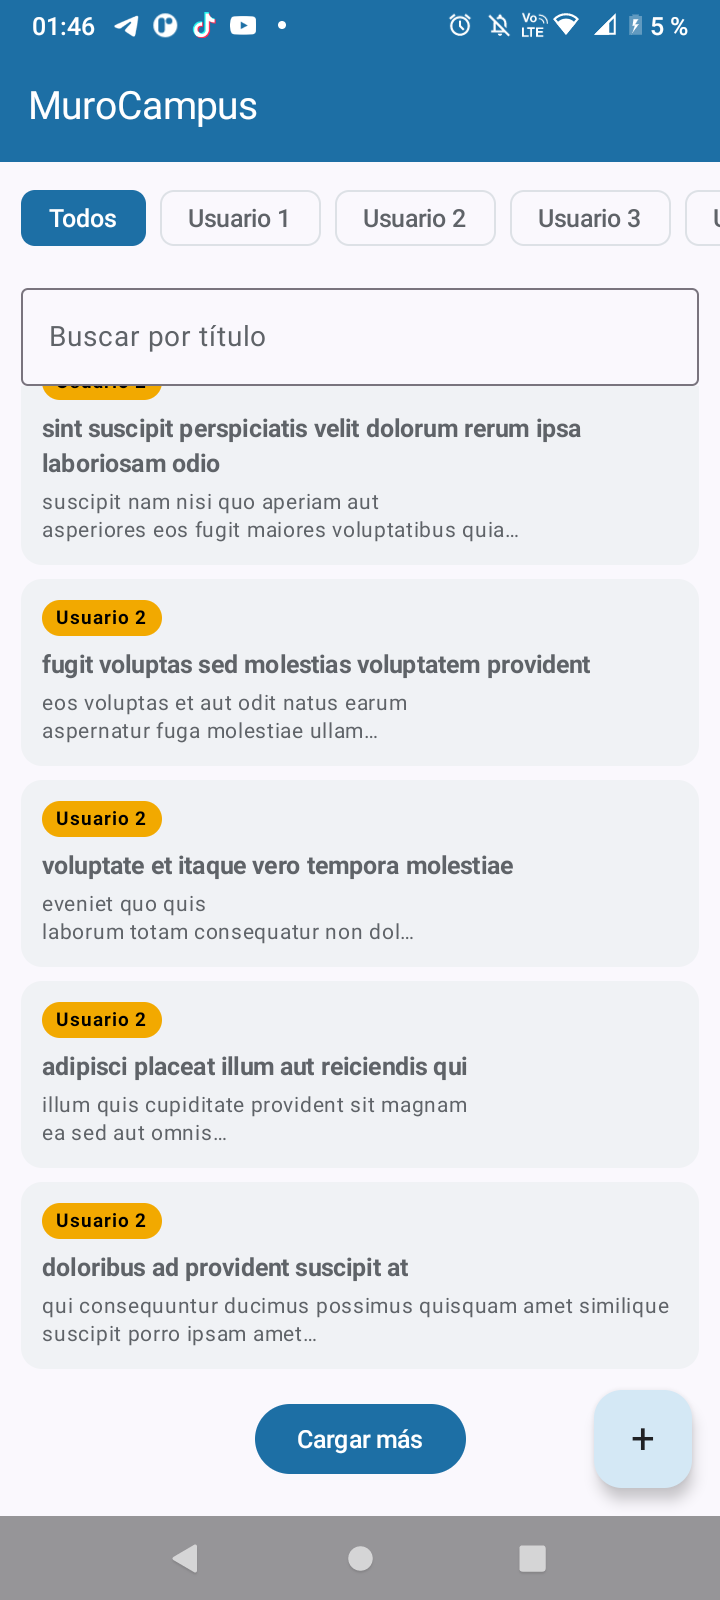 01:46
Vo LTE
5 %
MuroCampus
Todos
Usuario 1
Usuario 2
Usuario 3
Buscar por título
sint suscipit perspiciatis velit dolorum rerum ipsa
laboriosam odio
suscipit nam nisi quo aperiam aut
asperiores eos fugit maiores voluptatibus quia…
Usuario 2
fugit voluptas sed molestias voluptatem provident
eos voluptas et aut odit natus earum
aspernatur fuga molestiae ullam…
Usuario 2
voluptate et itaque vero tempora molestiae
eveniet quo quis
laborum totam consequatur non dol…
Usuario 2
adipisci placeat illum aut reiciendis qui
illum quis cupiditate provident sit magnam
ea sed aut omnis…
Usuario 2
doloribus ad provident suscipit at
qui consequuntur ducimus possimus quisquam amet similique
suscipit porro ipsam amet…
Cargar más
+